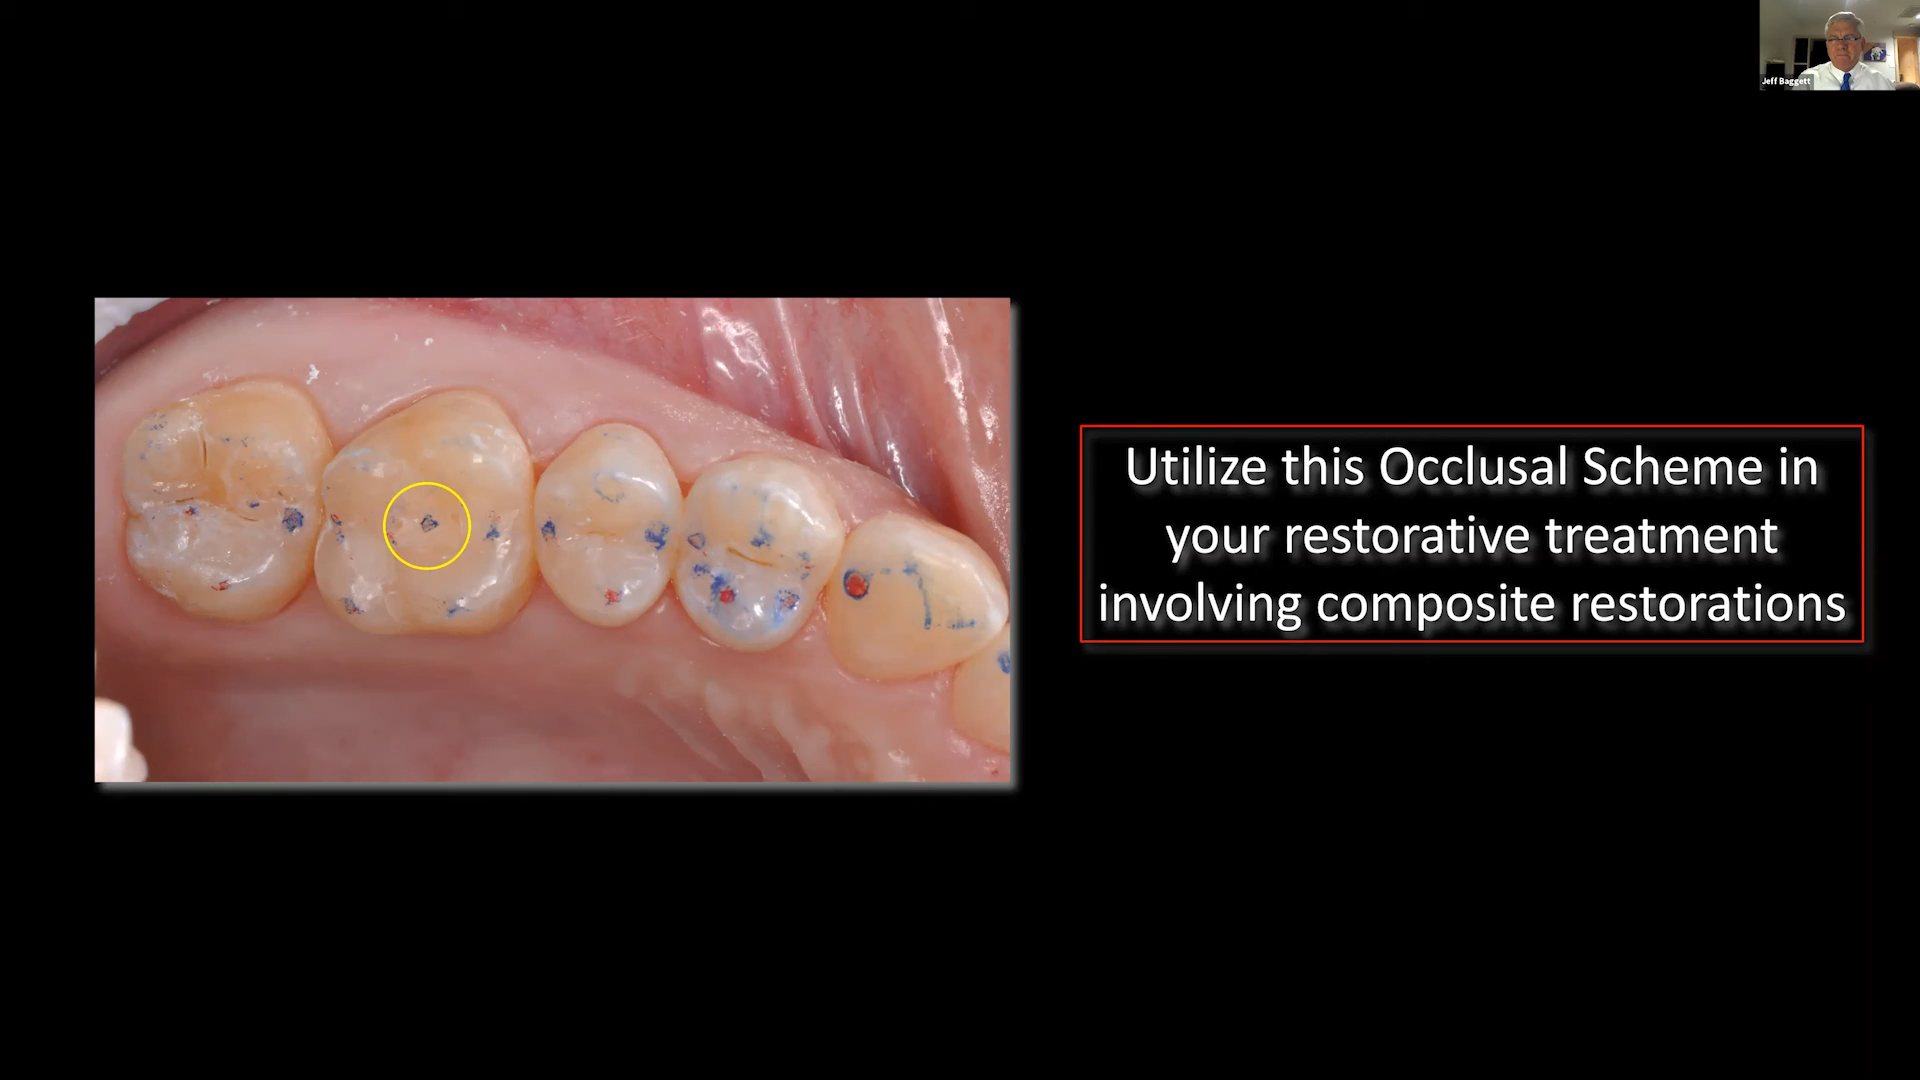 Jeff Baggett
Utilize this Occlusal Scheme in
your restorative treatment
involving composite restorations